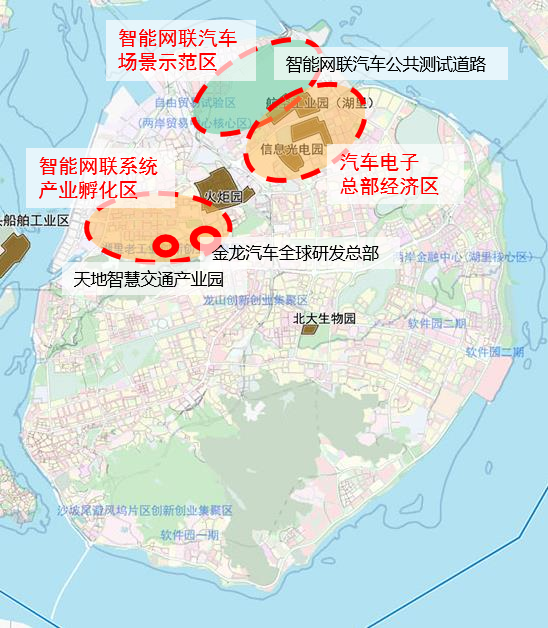 智能网联汽车
场景示范区
智能网联汽车公共测试道路
自由贸易试验区
(两岸贸易核心区)
工业园（湖里）
信息光电园
汽车电子
总部经济区
智能网联系统
产业孵化区
火炬园
船舶工业区
湖里老工业
金龙汽车全球研发总部
两岸金融中心(湖里核心区)
天地智慧交通产业园
龙山创新创业集聚区
北大生物园
软件园二期
软件园二期
沙坡尾避风坞片区创新创业集聚区
软件园一期